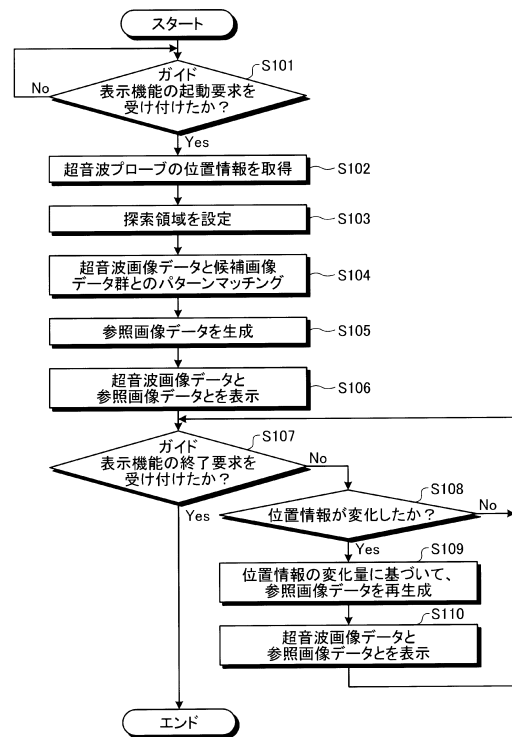 スタート
ガイド
表示機能の起動要求を
受け付けたか？
S101
No
Yes
超音波プローブの位置情報を取得
S102
探索領域を設定
S103
超音波画像データと候補画像
データ群とのパターンマッチング
S104
参照画像データを生成
S105
超音波画像データと
参照画像データとを表示
S106
ガイド
表示機能の終了要求を
受け付けたか？
S107
No
Yes
位置情報が変化したか？
S108
No
Yes
位置情報の変化量に基づいて、
参照画像データを再生成
S109
超音波画像データと
参照画像データとを表示
S110
エンド